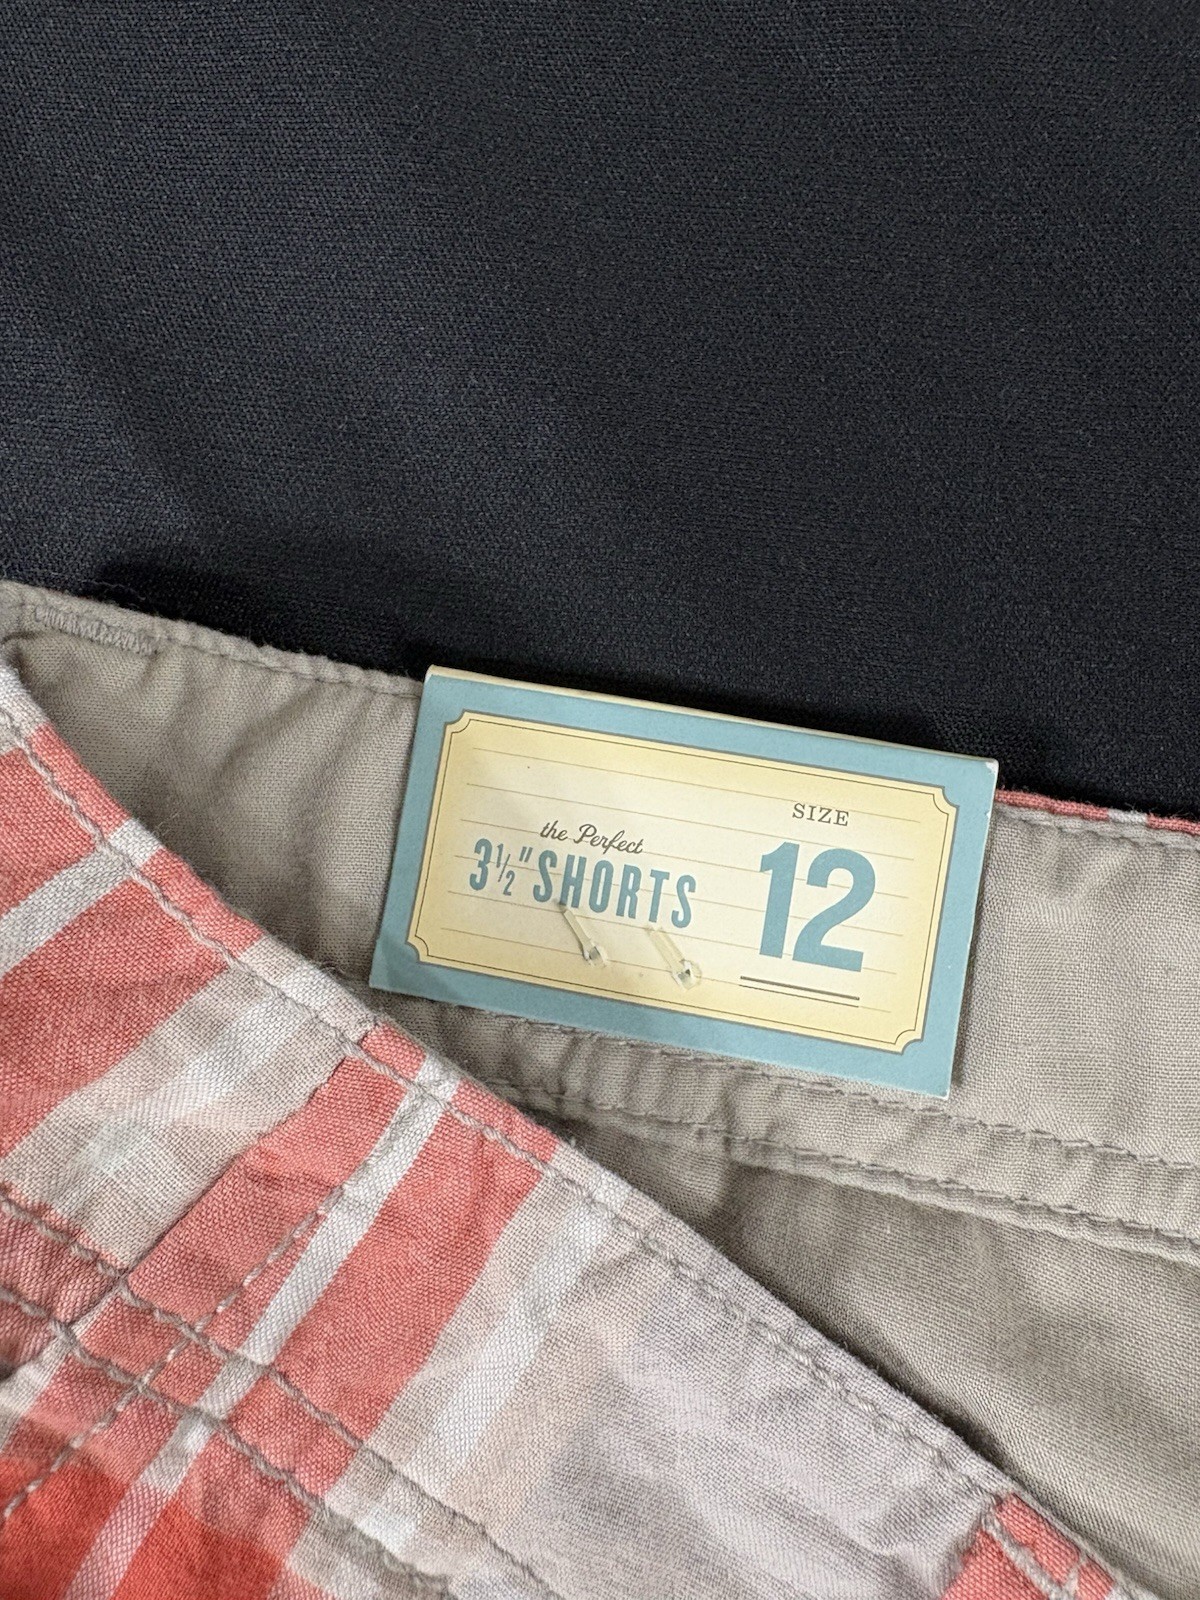 the Perfect
3½" SHORTS
SIZE
12